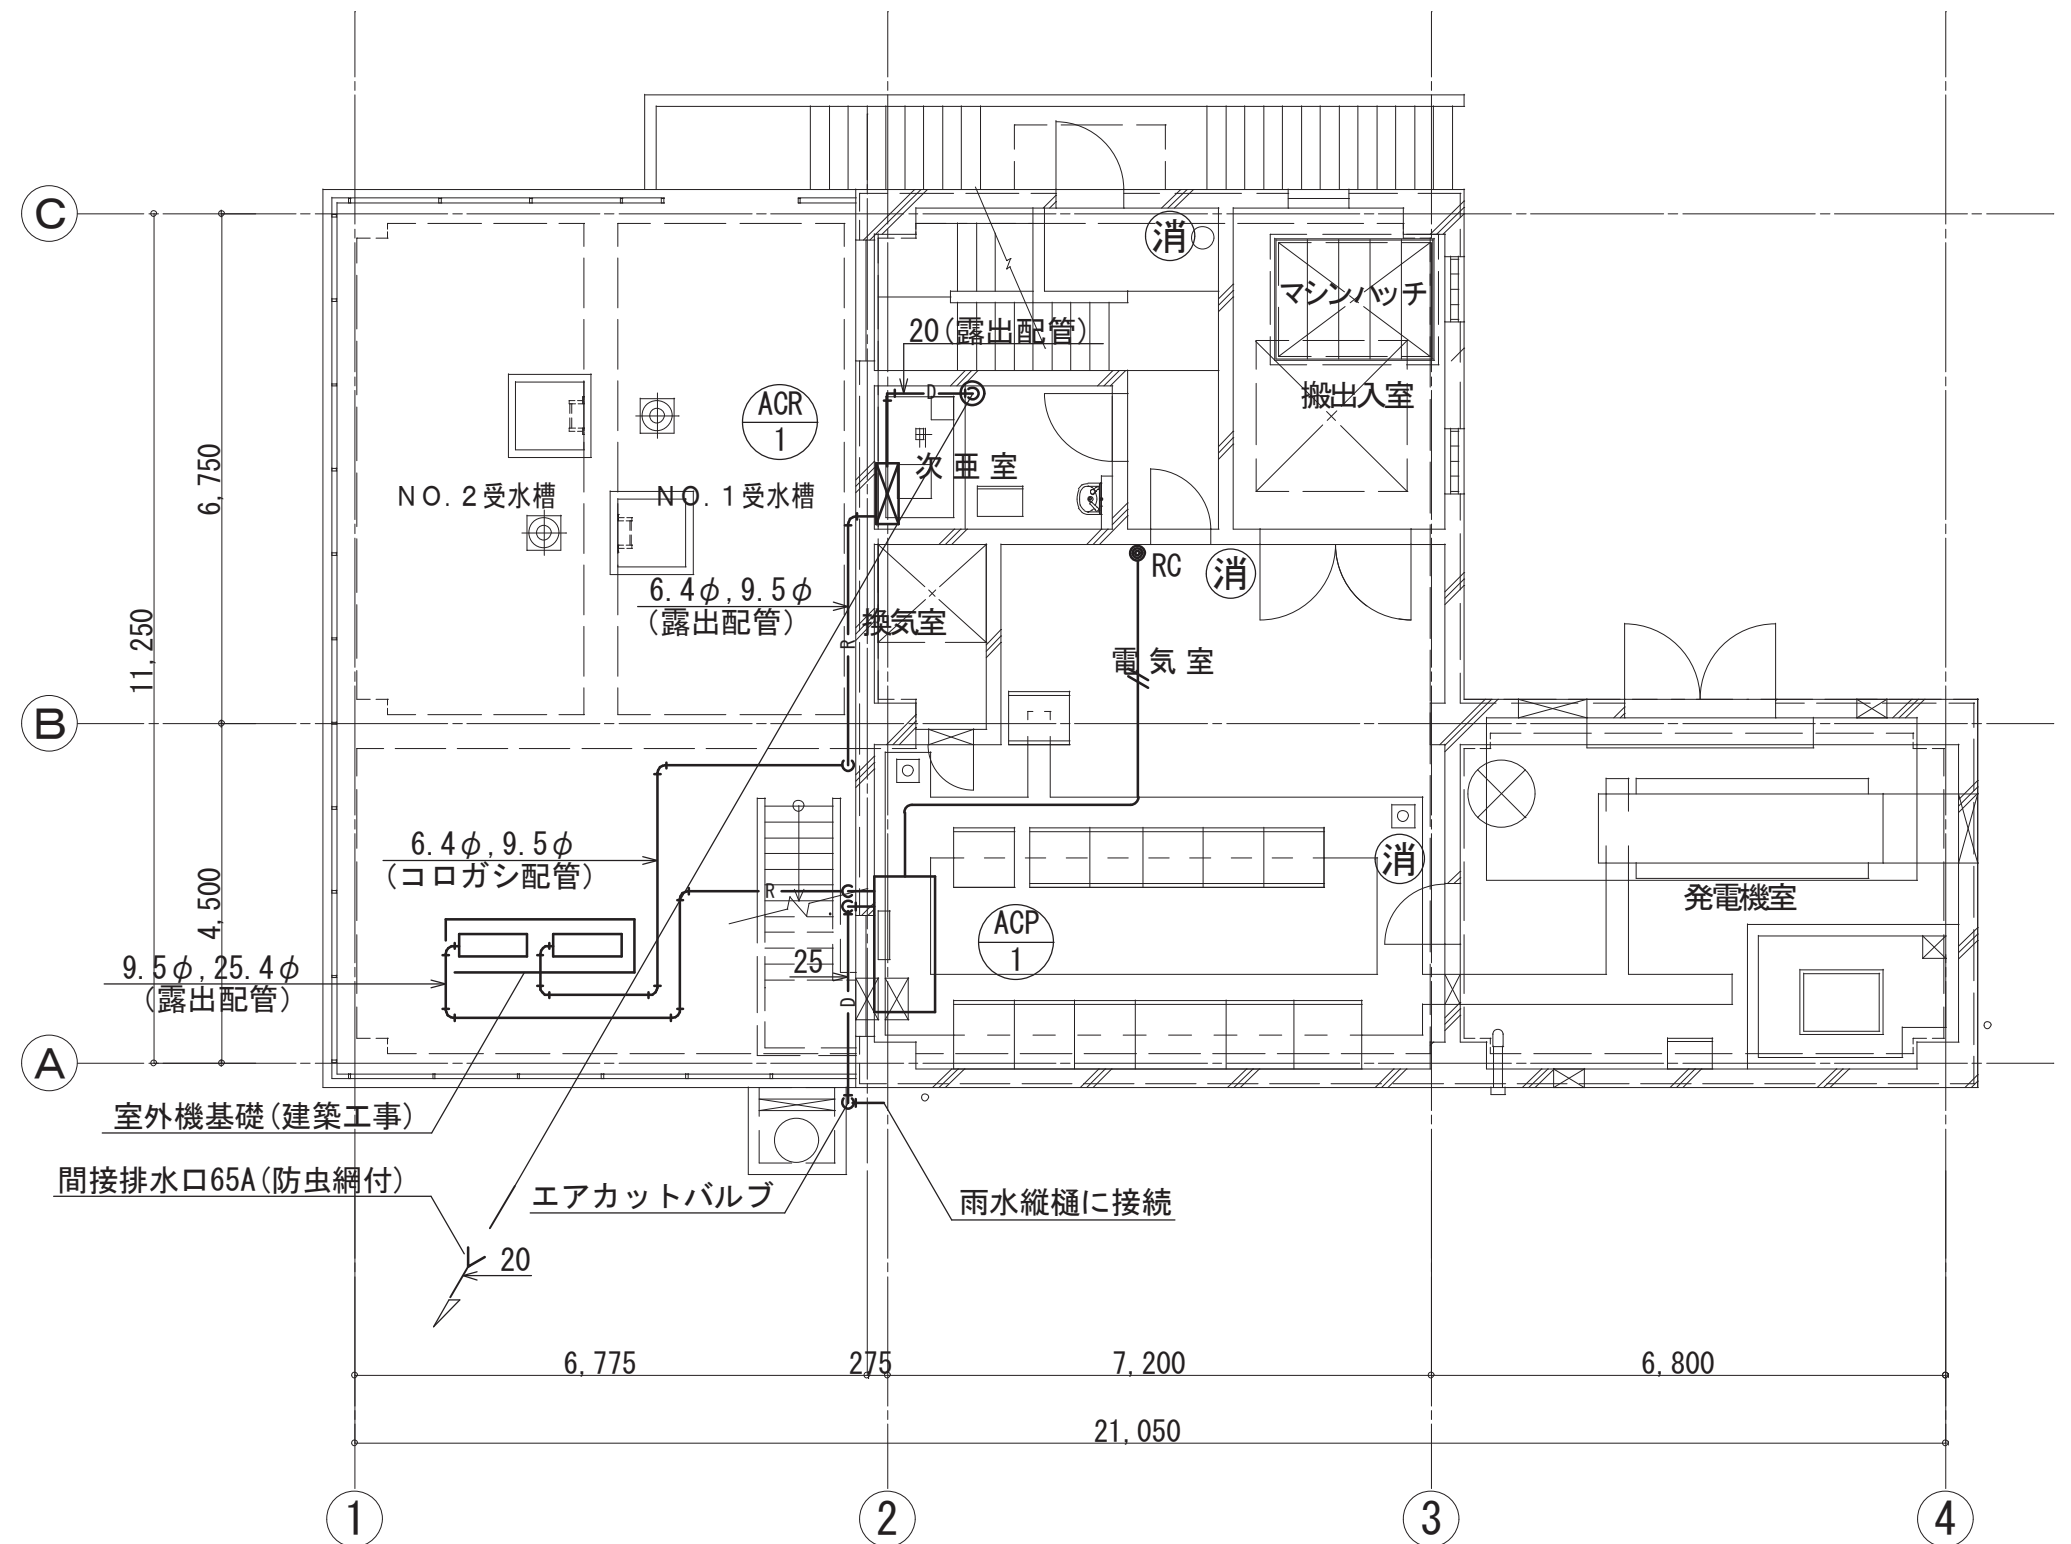 C
消
マシンハッチ
20(露出配管)
D
搬出入室
ACR
1
次亜室
6,750
NO.2受水槽
NO.1受水槽
RC
消
6.4φ,9.5φ
(露出配管)
換気室
R
11,250
電気室
B
6.4φ,9.5φ
(コロガシ配管)
消
R
発電機室
4,500
ACP
1
25
9.5φ,25.4φ
(露出配管)
D
A
室外機基礎(建築工事)
間接排水口65A(防虫網付)
エアカットバルブ
雨水縦樋に接続
20
6,775
275
7,200
6,800
21,050
1
2
3
4